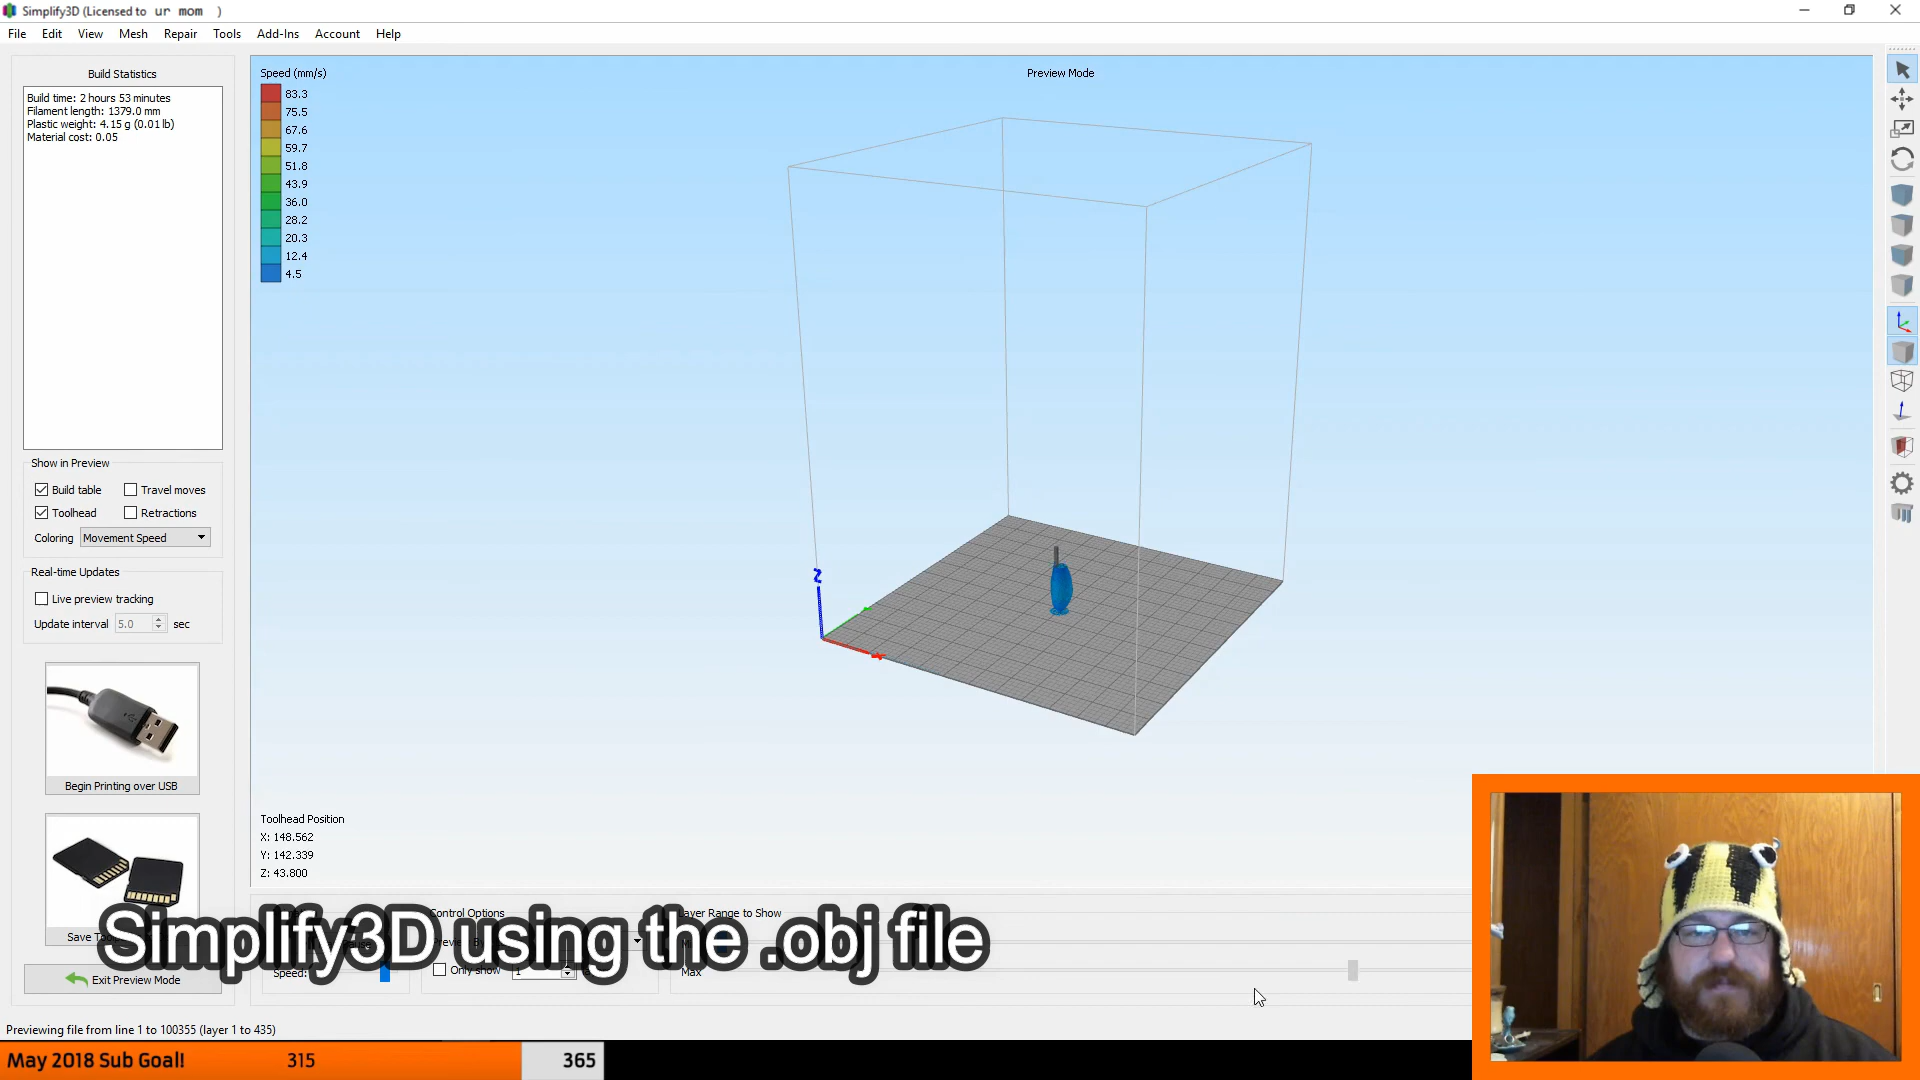 Simplify3D (Licensed to ur mom )
File Edit View Mesh Repair Tools Add-Ins Account Help
Build Statistics
Build time: 2 hours 53 minutes
Filament length: 1379.0 mm
Plastic weight: 4.15 g (0.01 lb)
Material cost: 0.05
Show in Preview
Build table Travel moves
Toolhead Retractions
Coloring Movement Speed
Real-time Updates
Live preview tracking
Update interval 5.0 sec
Begin Printing over USB
Save
Exit Preview Mode
Speed (mm/s)
83.3
75.5
67.6
59.7
51.8
43.9
36.0
28.2
20.3
12.4
4.5
Preview Mode
Z
Toolhead Position
X: 148.562
Y: 142.339
Z: 43.800
Control Options
Layer Range to Show
Speed:
Only show 1
Max
Simplify3D using the .obj file
Previewing file from line 1 to 100355 (layer 1 to 435)
May 2018 Sub Goal! 315 365